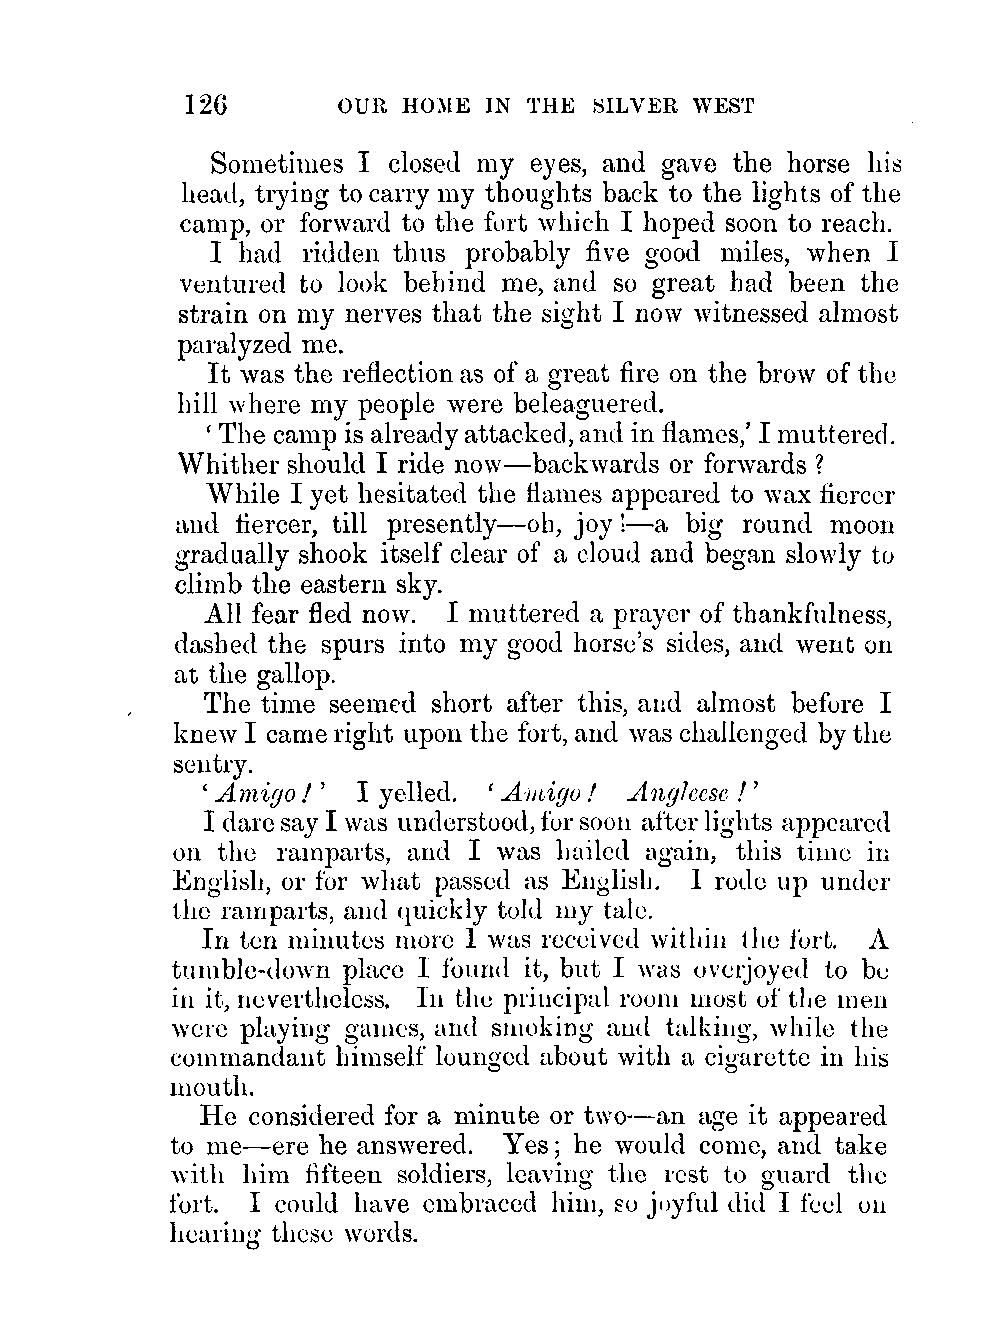 126 OUR HOME IN THE SILVER WEST
Sometimes I closed my eyes, and gave the horse his
head, trying to carry my thoughts back to the lights of the
camp, or forward to the fort which I hoped soon to reach.
I had ridden thus probably five good miles, when I
ventured to look behind me, and so great had been the
strain on my nerves that the sight I now witnessed almost
paralyzed me.
It was the reflection as of a great fire on the brow of the
hill where my people were beleaguered.
‘ The camp is already attacked, and in flames,’ I muttered.
Whither should I ride now—backwards or forwards ?
While I yet hesitated the flames appeared to wax fiercer
and fiercer, till presently—oh, joy !—a big round moon
gradually shook itself clear of a cloud and began slowly to
climb the eastern sky.
All fear fled now. I muttered a prayer of thankfulness,
dashed the spurs into my good horse’s sides, and went on
at the gallop.
The time seemed short after this, and almost before I
knew I came right upon the fort, and was challenged by the
sentry.
‘ Amigo ! ’ I yelled. ‘ Amigo ! Angleese ! ’
I dare say I was understood, for soon after lights appeared
on the ramparts, and I was hailed again, this time in
English, or for what passed as English. I rode up under
the ramparts, and quickly told my tale.
In ten minutes more I was received within the fort. A
tumble-down place I found it, but I was overjoyed to be
in it, nevertheless. In the principal room most of the men
were playing games, and smoking and talking, while the
commandant himself lounged about with a cigarette in his
mouth.
He considered for a minute or two—an age it appeared
to me—ere he answered. Yes ; he would come, and take
with him fifteen soldiers, leaving the rest to guard the
fort. I could have embraced him, so joyful did I feel on
hearing these words.